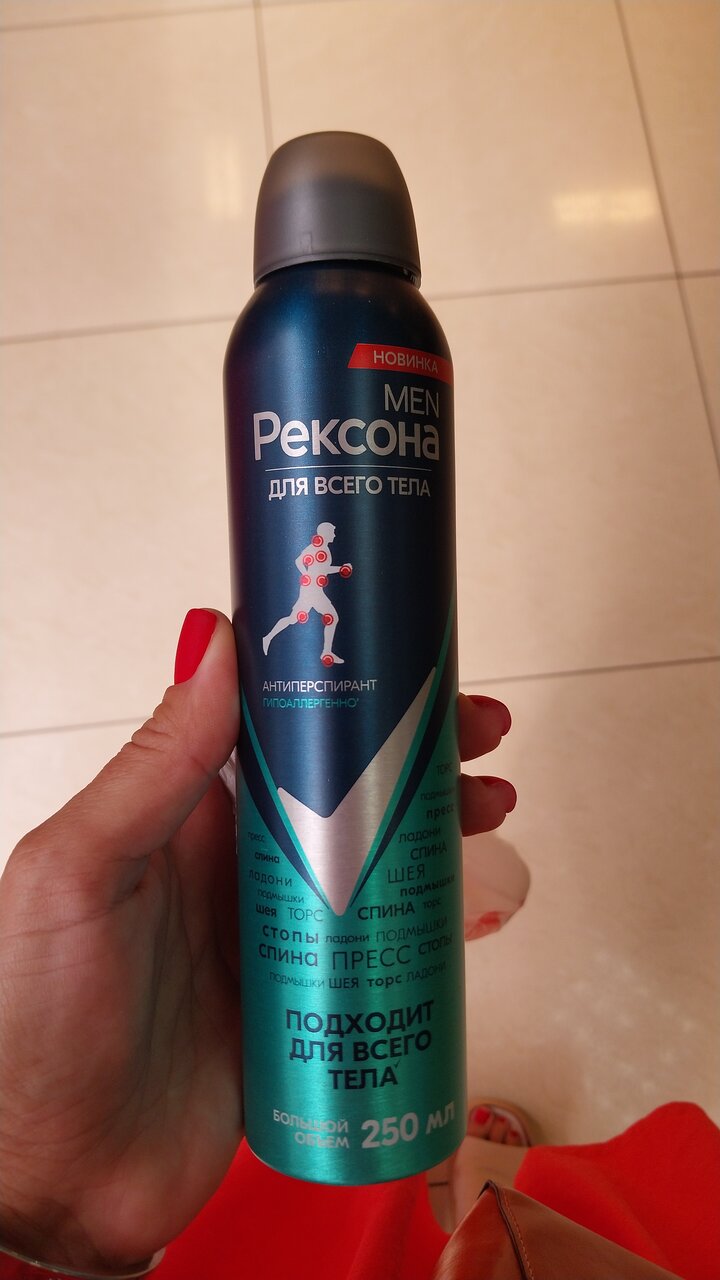 НОВИНКА
MEN
Рексона
ДЛЯ ВСЕГО ТЕЛА
АНТИПЕРСПИРАНТ
ГИПОАЛЛЕРГЕННО
ТОРС
подмышки
пресс
пресс
ладони
спина
СПИНА
ладони
ШЕЯ
подмышки
подмышки
шея ТОРС СПИНА торс
стопы ладони ПОДМЫШКИ
спина ПРЕСС стопы
подмышки ШЕЯ торс ладони
ПОДХОДИТ
ДЛЯ ВСЕГО
ТЕЛА
БОЛЬШОЙ
ОБЪЕМ 250 МЛ